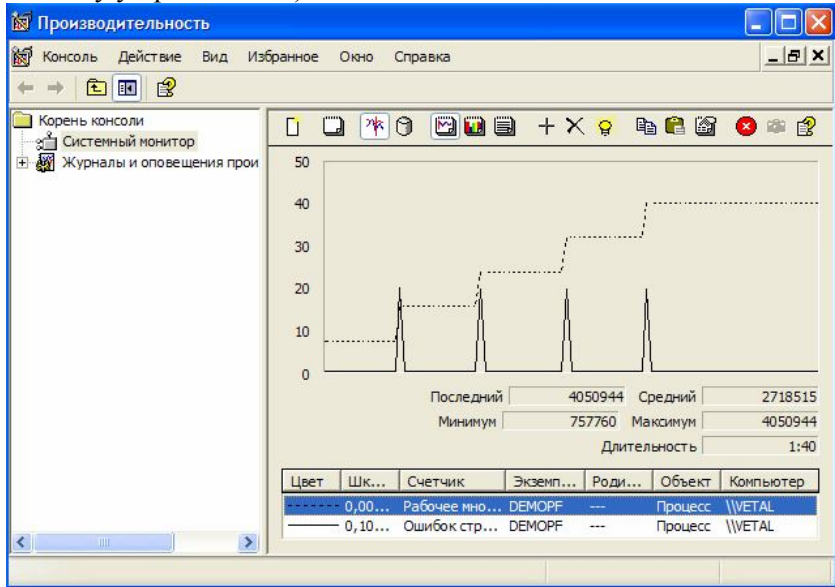 Производительность
Консоль Действие Вид Избранное Окно Справка
Корень консоли
Системный монитор
Журналы и оповещения прои
50
40
30
20
10
0
Последний 4050944 Средний 2718515
Минимум 757760 Максимум 4050944
Длительность 1:40
Цвет Шк... Счетчик Экземп... Роди... Объект Компьютер
0,00... Рабочее мно... DEMOPF --- Процесс \\VETAL
0,10... Ошибок стр... DEMOPF --- Процесс \\VETAL